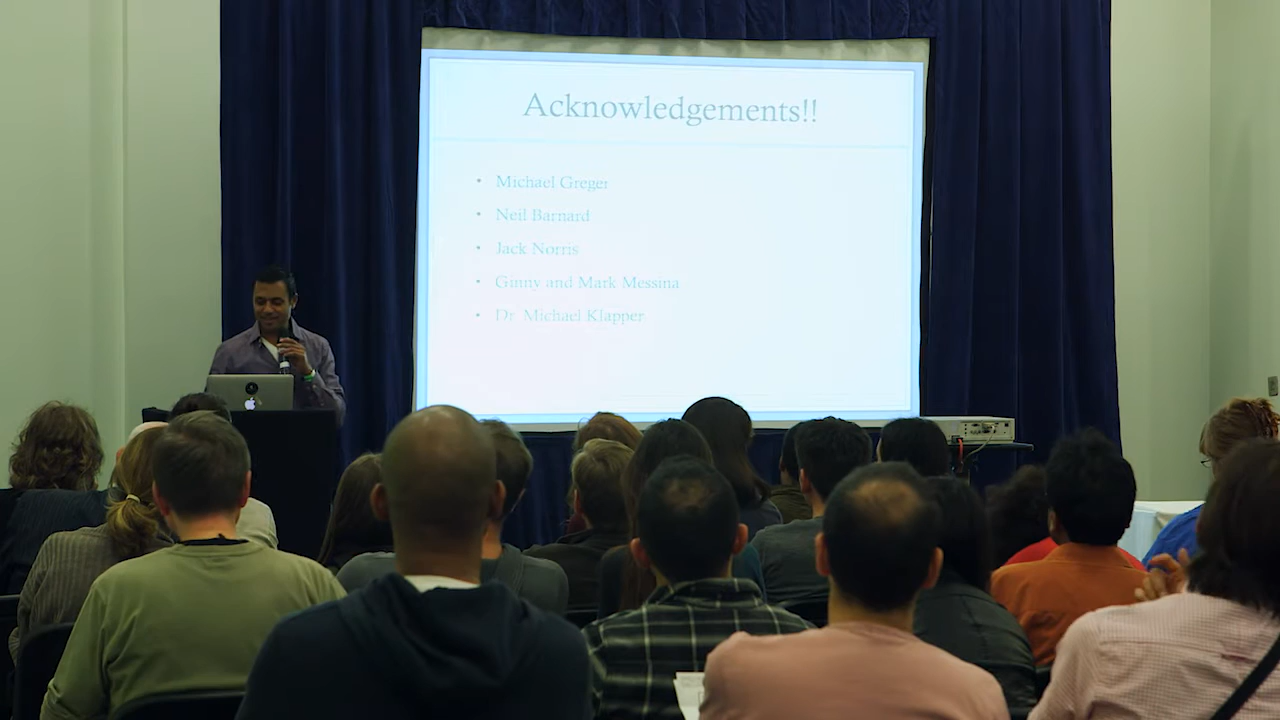 Acknowledgements!!
• Michael Greger
• Neil Barnard
• Jack Norris
• Ginny and Mark Messina
• Dr. Michael Klapper